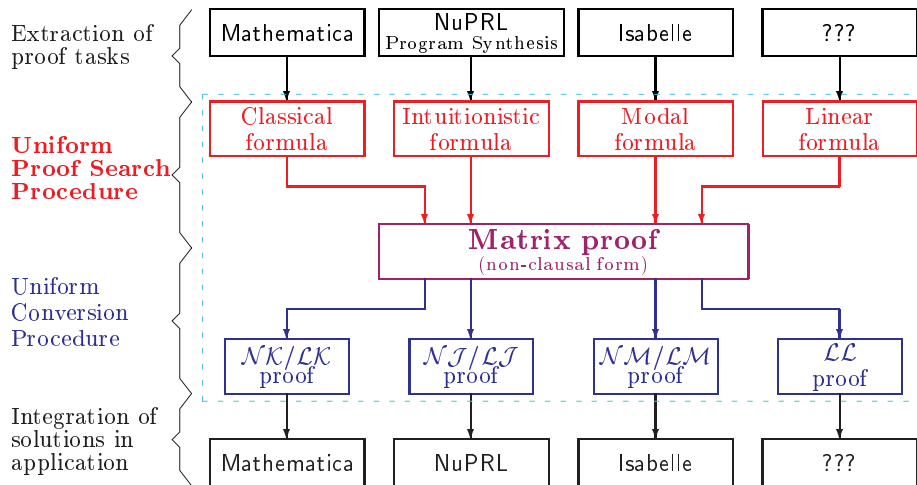 Extraction of
proof tasks
Mathematica
NuPRL
Program Synthesis
Isabelle
???
Uniform
Proof Search
Procedure
Classical
formula
Intuitionistic
formula
Modal
formula
Linear
formula
Matrix proof
(non-clausal form)
Uniform
Conversion
Procedure
𝒩𝒦/ℒ𝒦
proof
𝒩𝒥/ℒ𝒥
proof
𝒩ℳ/ℒℳ
proof
ℒℒ
proof
Integration of
solutions in
application
Mathematica
NuPRL
Isabelle
???